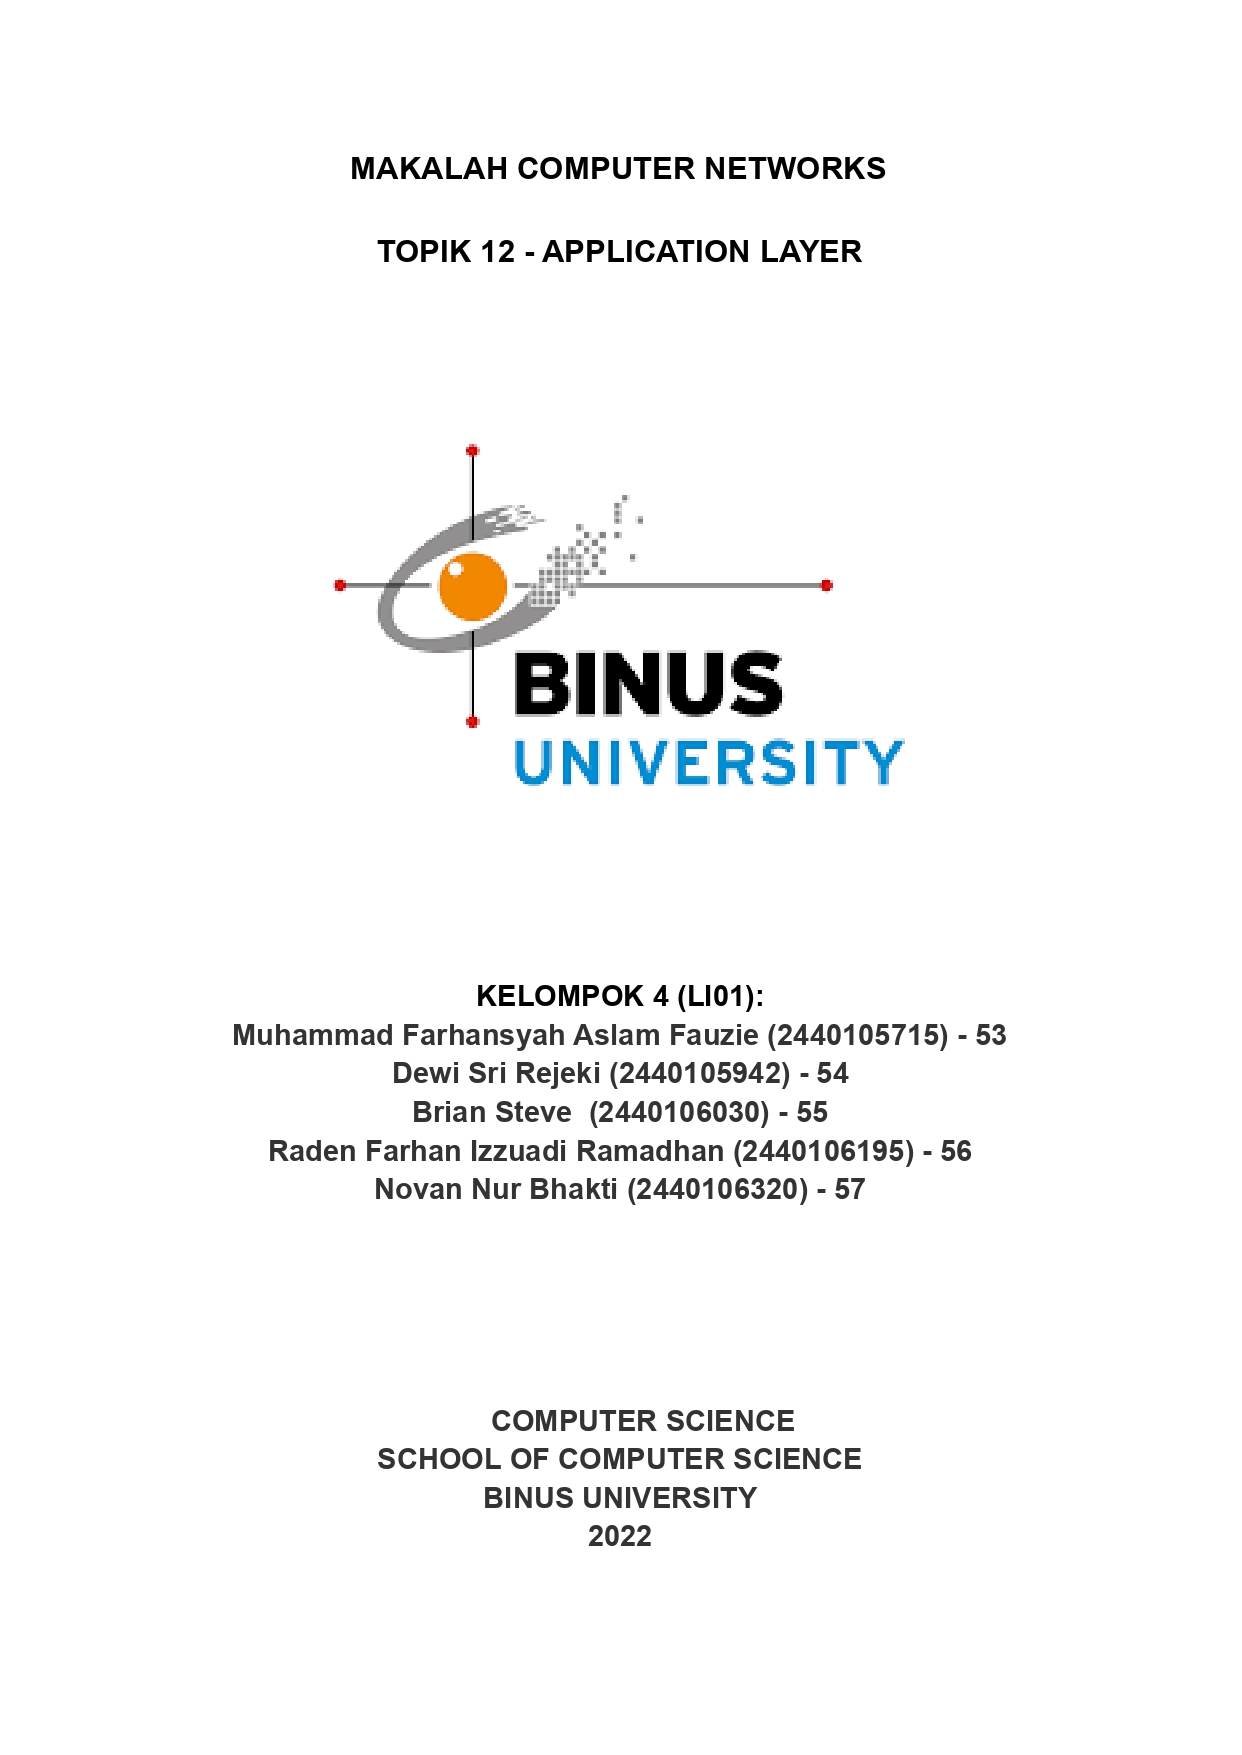 MAKALAH COMPUTER NETWORKS
TOPIK 12 - APPLICATION LAYER
BINUS
UNIVERSITY
KELOMPOK 4 (LI01):
Muhammad Farhansyah Aslam Fauzie (2440105715) - 53
Dewi Sri Rejeki (2440105942) - 54
Brian Steve  (2440106030) - 55
Raden Farhan Izzuadi Ramadhan (2440106195) - 56
Novan Nur Bhakti (2440106320) - 57
COMPUTER SCIENCE
SCHOOL OF COMPUTER SCIENCE
BINUS UNIVERSITY
2022